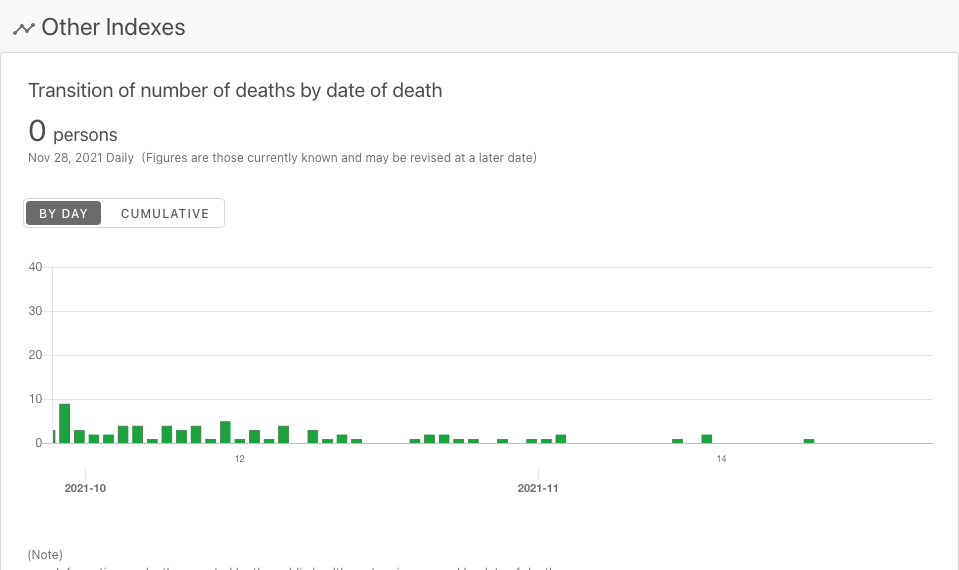 Other Indexes
Transition of number of deaths by date of death
0 persons
Nov 28, 2021 Daily (Figures are those currently known and may be revised at a later date)
BY DAY CUMULATIVE
40
30
20
10
0
12 14
2021-10 2021-11
(Note)